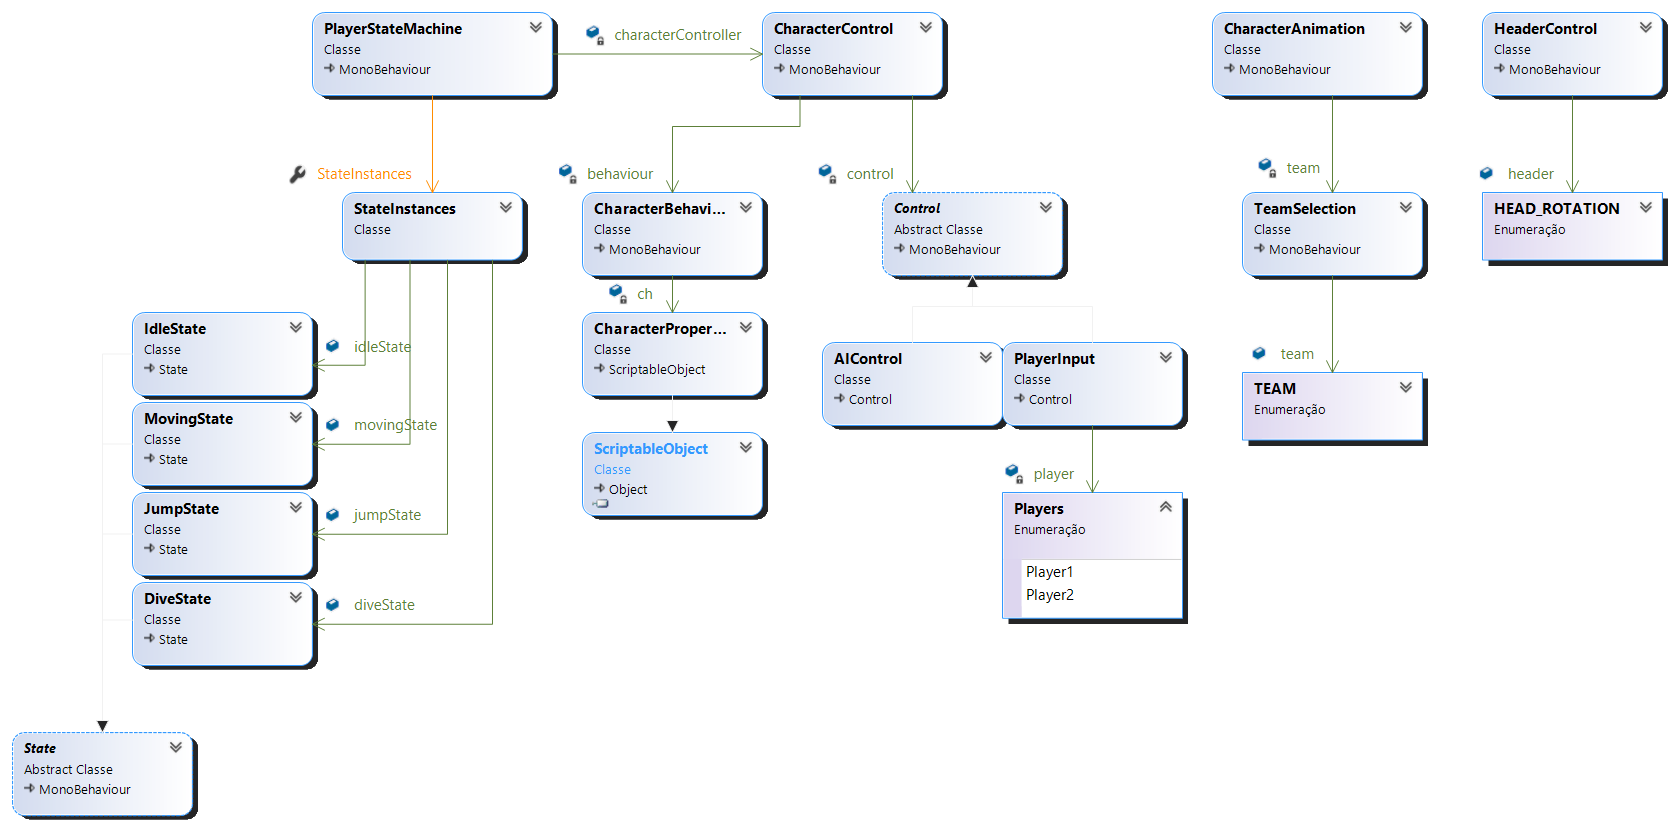 PlayerStateMachine
Classe
MonoBehaviour
characterController
CharacterControl
Classe
MonoBehaviour
CharacterAnimation
Classe
MonoBehaviour
HeaderControl
Classe
MonoBehaviour
StateInstances
behaviour
control
team
header
StateInstances
Classe
CharacterBehavi...
Classe
MonoBehaviour
Control
Abstract Classe
MonoBehaviour
TeamSelection
Classe
MonoBehaviour
HEAD_ROTATION
Enumeração
ch
IdleState
Classe
State
idleState
CharacterProper...
Classe
ScriptableObject
AIControl
Classe
Control
PlayerInput
Classe
Control
team
TEAM
Enumeração
MovingState
Classe
State
movingState
ScriptableObject
Classe
Object
player
JumpState
Classe
State
jumpState
Players
Enumeração
Player1
Player2
DiveState
Classe
State
diveState
State
Abstract Classe
MonoBehaviour